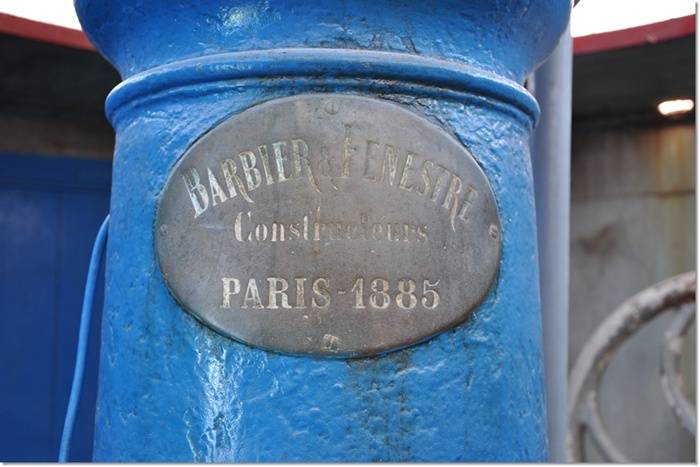 BARBIER & FENESTRE
Constructeurs
PARIS-1885